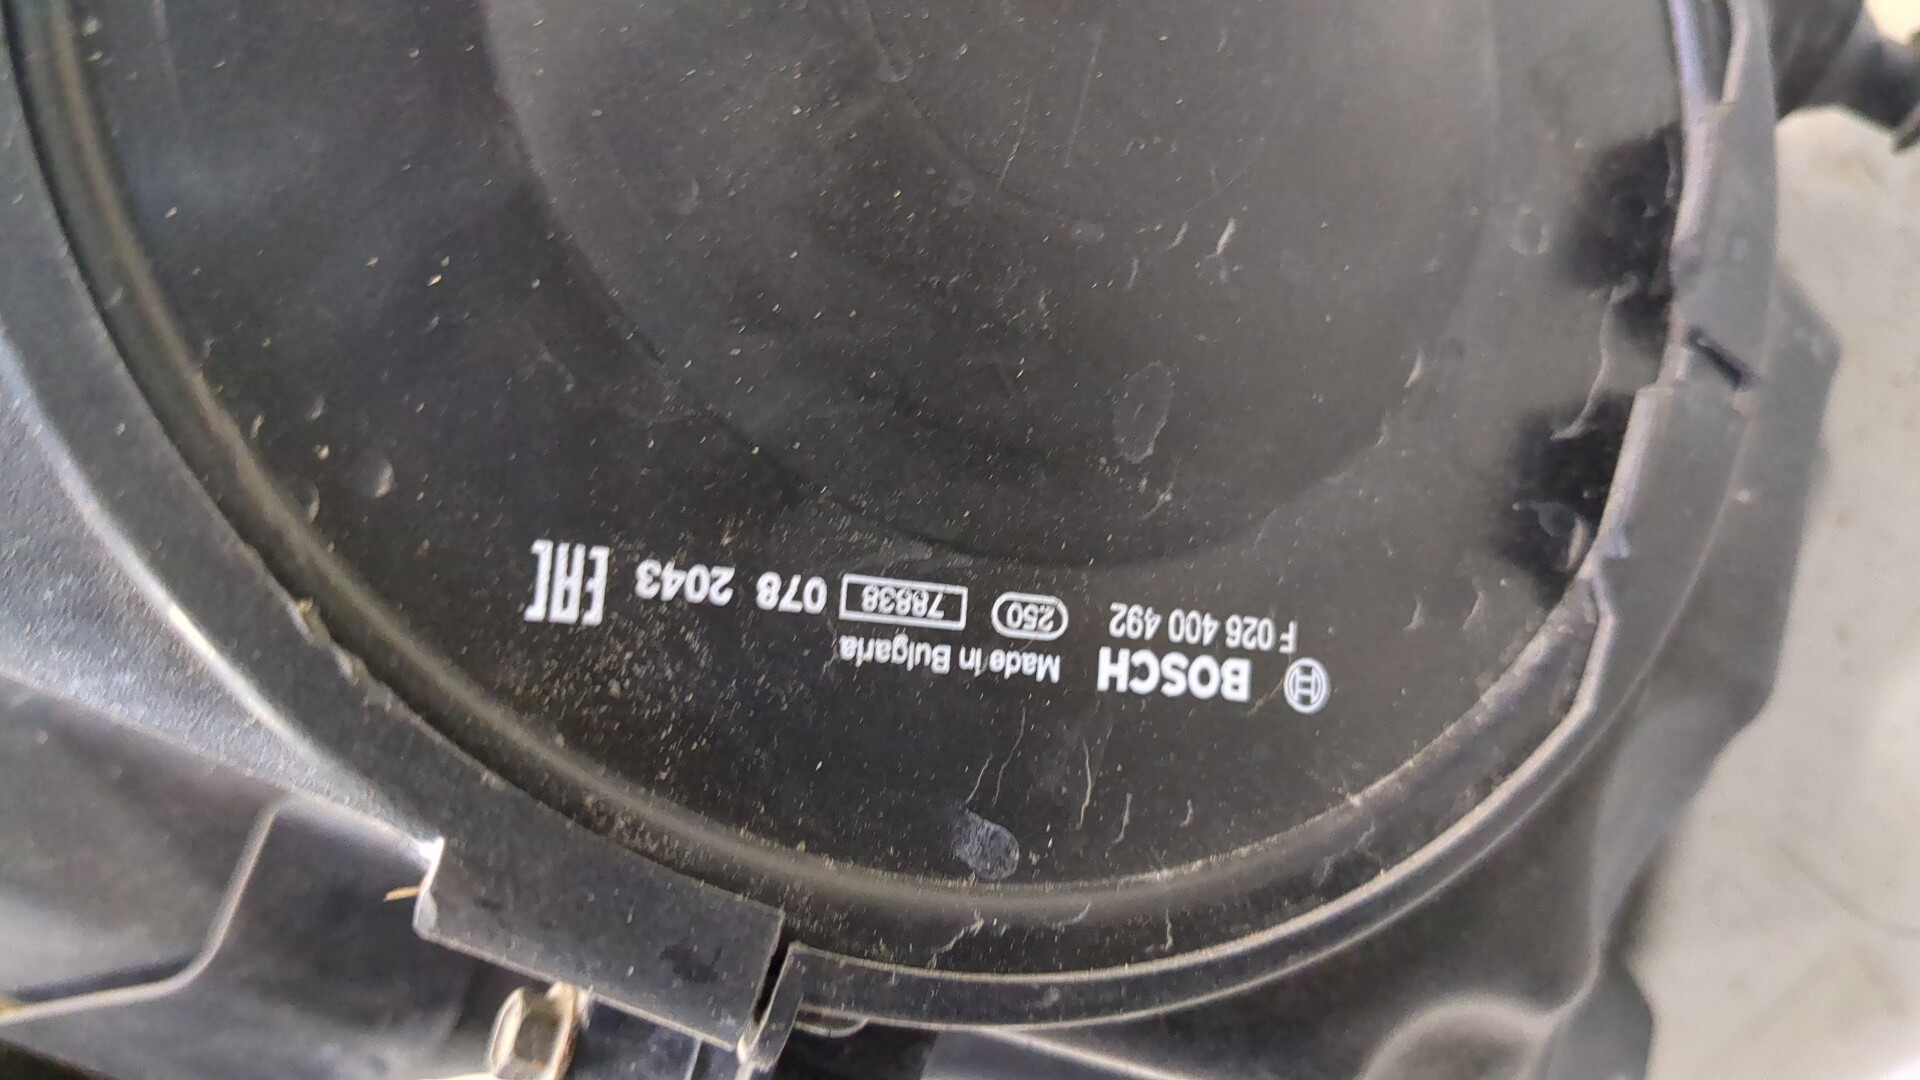 BOSCH Made in Bulgaria
F 026 400 492 250 78838 078 2043 EAC